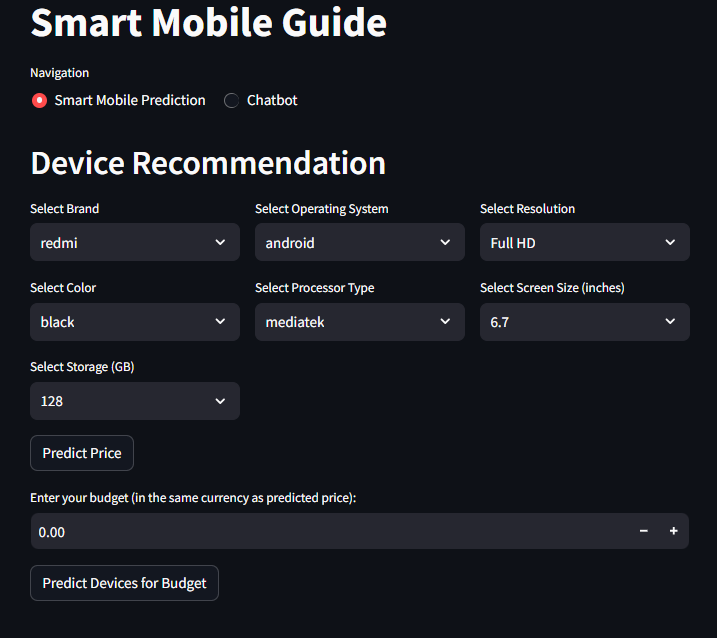 Smart Mobile Guide
Navigation
Smart Mobile Prediction Chatbot
Device Recommendation
Select Brand Select Operating System Select Resolution
redmi android Full HD
Select Color Select Processor Type Select Screen Size (inches)
black mediatek 6.7
Select Storage (GB)
128
Predict Price
Enter your budget (in the same currency as predicted price):
0.00 − +
Predict Devices for Budget